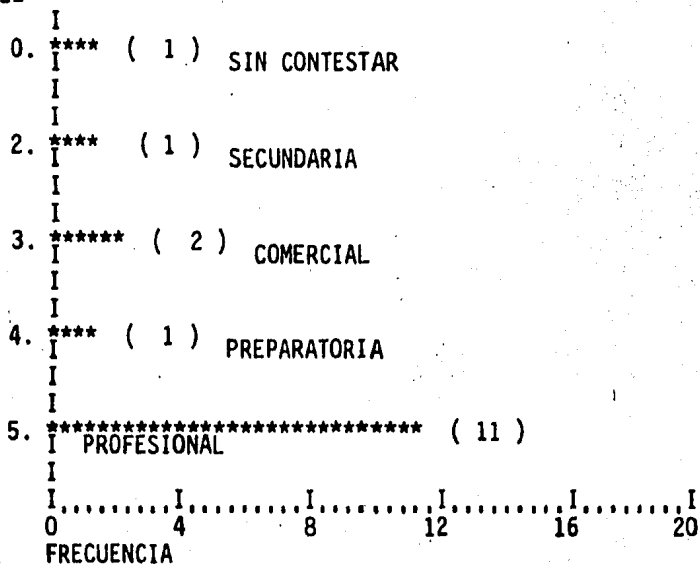 I
0. **** ( 1 ) SIN CONTESTAR
I
I
I
2. **** ( 1 ) SECUNDARIA
I
I
I
3. ****** ( 2 ) COMERCIAL
I
I
I
4. **** ( 1 ) PREPARATORIA
I
I
I
5. ***************************** ( 11 )
I PROFESIONAL
I
I.........I.........I.........I.........I.........I
0 4 8 12 16 20
FRECUENCIA